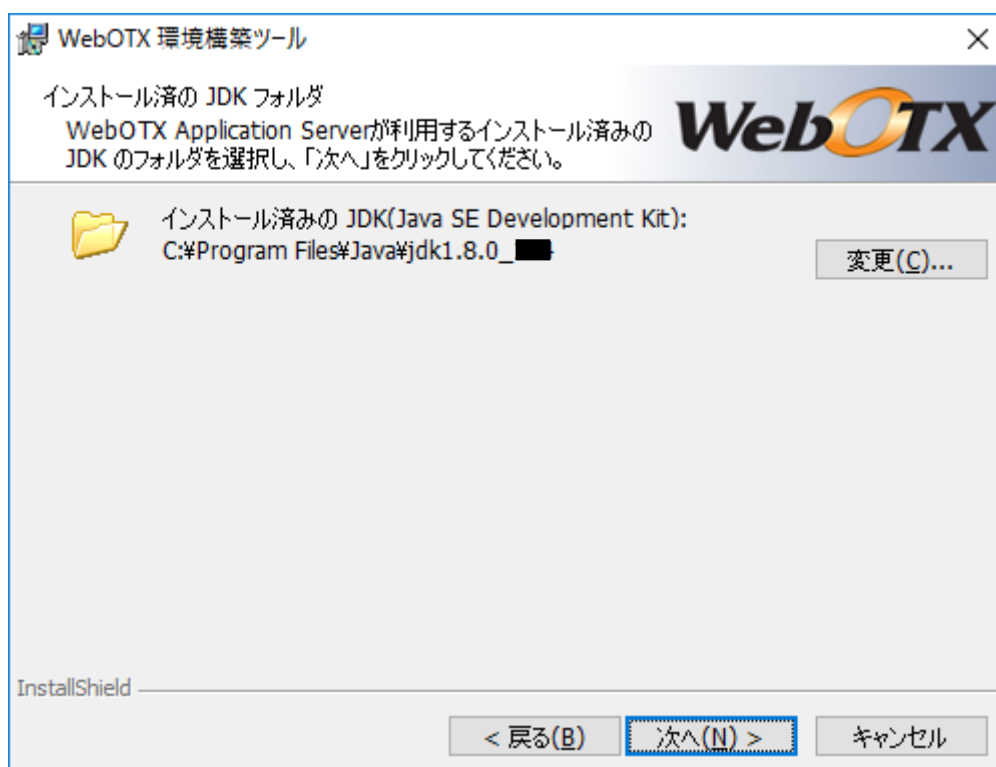 WebOTX 環境構築ツール
インストール済の JDK フォルダ
WebOTX Application Serverが利用するインストール済みの
JDK のフォルダを選択し、「次へ」をクリックしてください。
WebOTX
インストール済みの JDK(Java SE Development Kit):
C:¥Program Files¥Java¥jdk1.8.0_
変更(C)...
InstallShield
< 戻る(B)
次へ(N) >
キャンセル